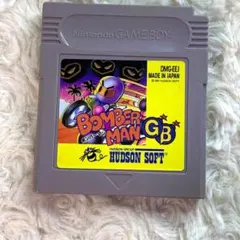 Nintendo GAME BOY
DMG-EEJ
MADE IN JAPAN
BOMBER
MAN GB
HUDSON SOFT